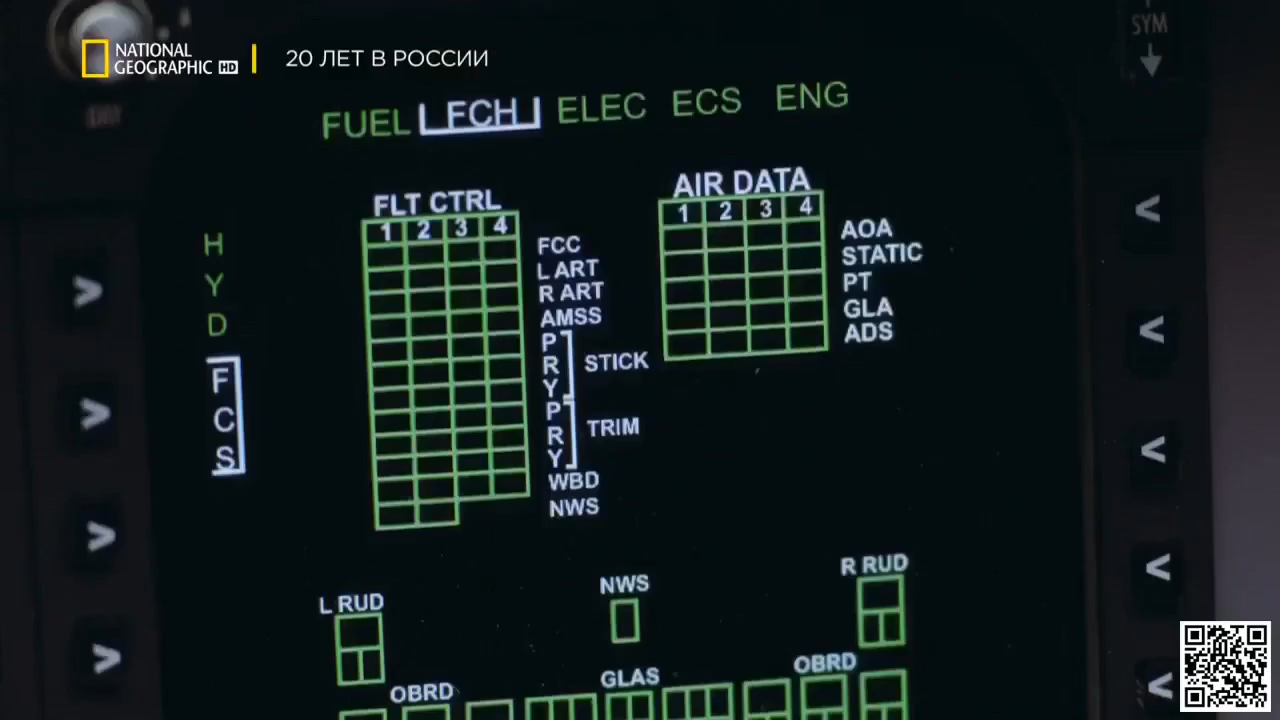 NATIONAL
GEOGRAPHIC HD
20 ЛЕТ В РОССИИ
SYM
FUEL FCH ELEC ECS ENG
FLT CTRL
1 2 3 4
FCC
L ART
R ART
AMSS
P
R
Y
STICK
P
R
Y
TRIM
WBD
NWS
AIR DATA
1 2 3 4
AOA
STATIC
PT
GLA
ADS
H
Y
D
F
C
S
L RUD
NWS
R RUD
OBRD
GLAS
OBRD